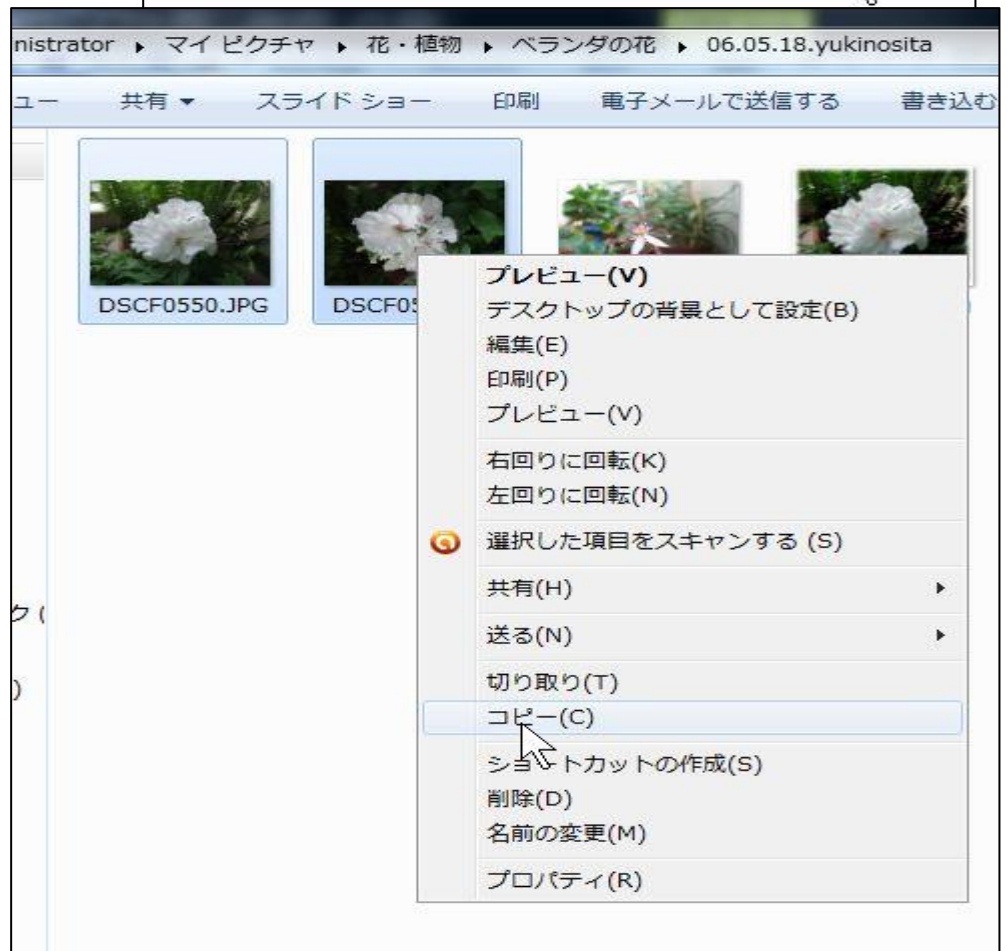 nistrator ▸ マイ ピクチャ ▸ 花・植物 ▸ ベランダの花 ▸ 06.05.18.yukinosita
ュー 共有 ▼ スライド ショー 印刷 電子メールで送信する 書き込む
DSCF0550.JPG DSCF05
プレビュー(V)
デスクトップの背景として設定(B)
編集(E)
印刷(P)
プレビュー(V)
右回りに回転(K)
左回りに回転(N)
選択した項目をスキャンする (S)
共有(H)
ク (
送る(N)
)
切り取り(T)
コピー(C)
ショートカットの作成(S)
削除(D)
名前の変更(M)
プロパティ(R)